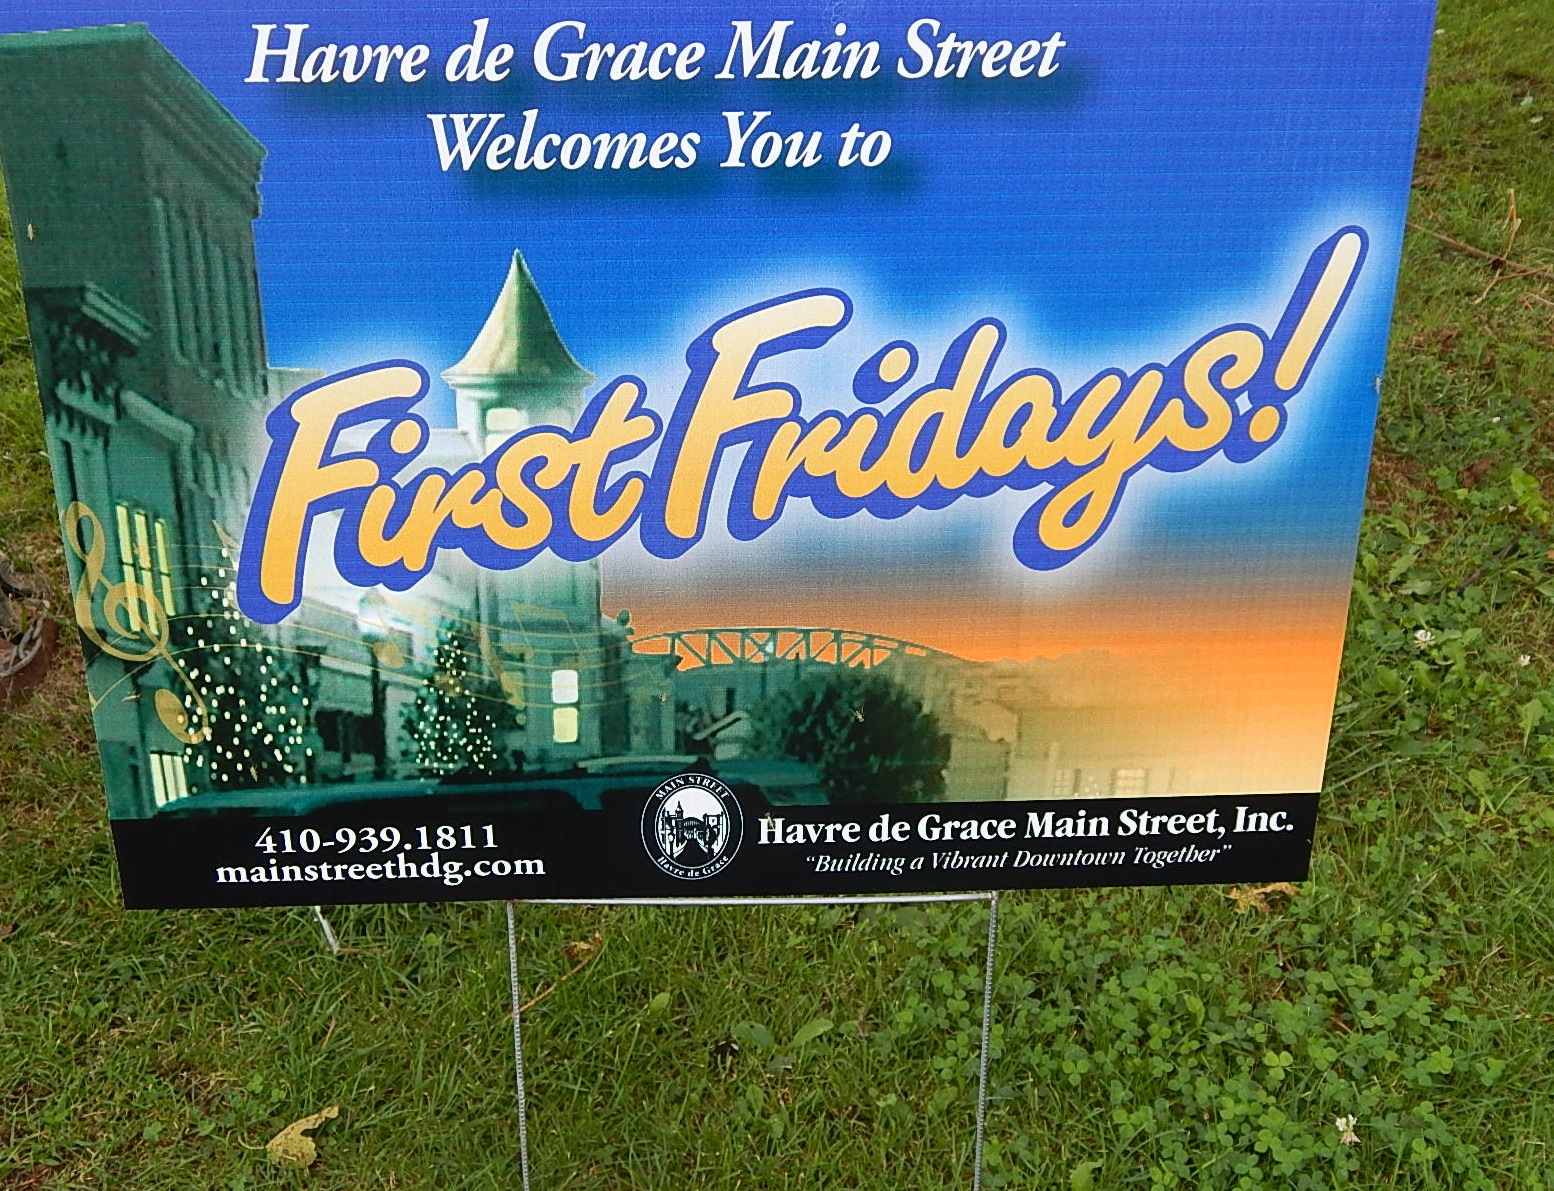 Havre de Grace Main Street
Welcomes You to
First Fridays!
410-939.1811
mainstreethdg.com
MAIN STREET
Havre de Grace
Havre de Grace Main Street, Inc.
"Building a Vibrant Downtown Together"